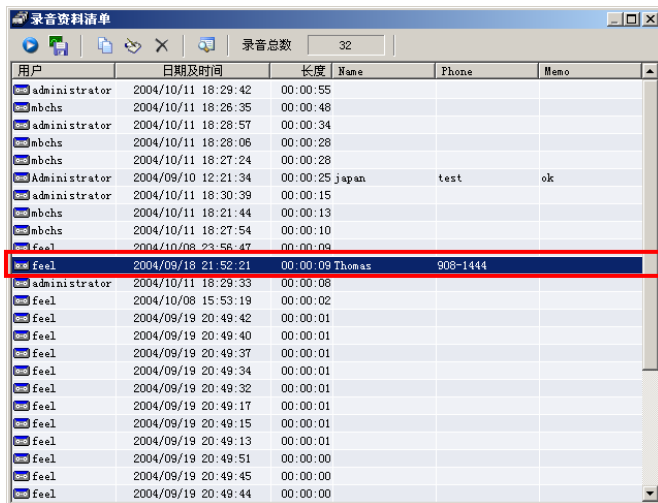 录音资料清单
录音总数 32
用户 日期及时间 长度 Name Phone Memo
administrator 2004/10/11 18:29:42 00:00:55
mbchs 2004/10/11 18:26:35 00:00:48
administrator 2004/10/11 18:28:57 00:00:34
mbchs 2004/10/11 18:28:06 00:00:28
mbchs 2004/10/11 18:27:24 00:00:28
Administrator 2004/09/10 12:21:34 00:00:25 japan test ok
administrator 2004/10/11 18:30:39 00:00:15
mbchs 2004/10/11 18:21:44 00:00:13
mbchs 2004/10/11 18:27:54 00:00:10
feel 2004/10/08 23:56:47 00:00:09
feel 2004/09/18 21:52:21 00:00:09 Thomas 908-1444
administrator 2004/10/11 18:29:33 00:00:08
feel 2004/10/08 15:53:19 00:00:02
feel 2004/09/19 20:49:42 00:00:01
feel 2004/09/19 20:49:40 00:00:01
feel 2004/09/19 20:49:37 00:00:01
feel 2004/09/19 20:49:34 00:00:01
feel 2004/09/19 20:49:32 00:00:01
feel 2004/09/19 20:49:17 00:00:01
feel 2004/09/19 20:49:15 00:00:01
feel 2004/09/19 20:49:13 00:00:01
feel 2004/09/19 20:49:51 00:00:00
feel 2004/09/19 20:49:45 00:00:00
feel 2004/09/19 20:49:44 00:00:00